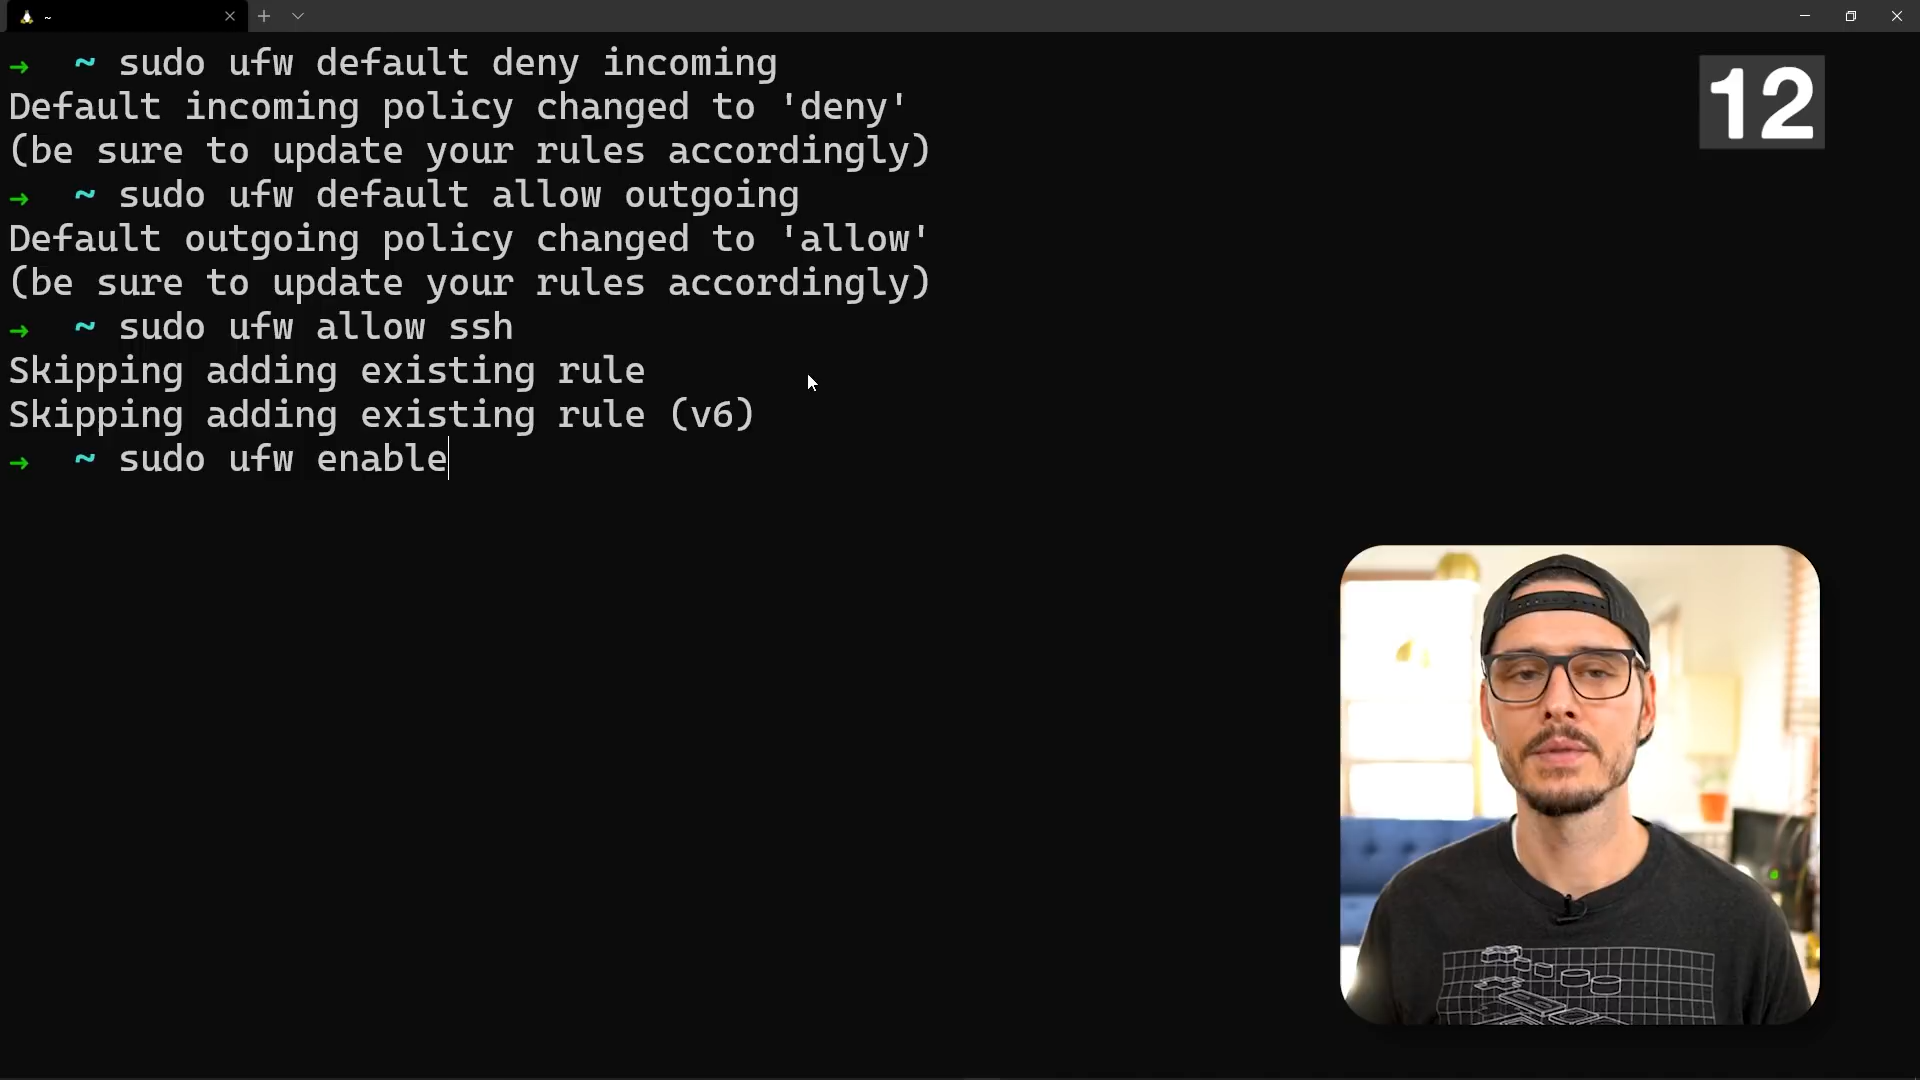 ~
→ ~ sudo ufw default deny incoming
12
Default incoming policy changed to 'deny'
(be sure to update your rules accordingly)
→ ~ sudo ufw default allow outgoing
Default outgoing policy changed to 'allow'
(be sure to update your rules accordingly)
→ ~ sudo ufw allow ssh
Skipping adding existing rule
Skipping adding existing rule (v6)
→ ~ sudo ufw enable